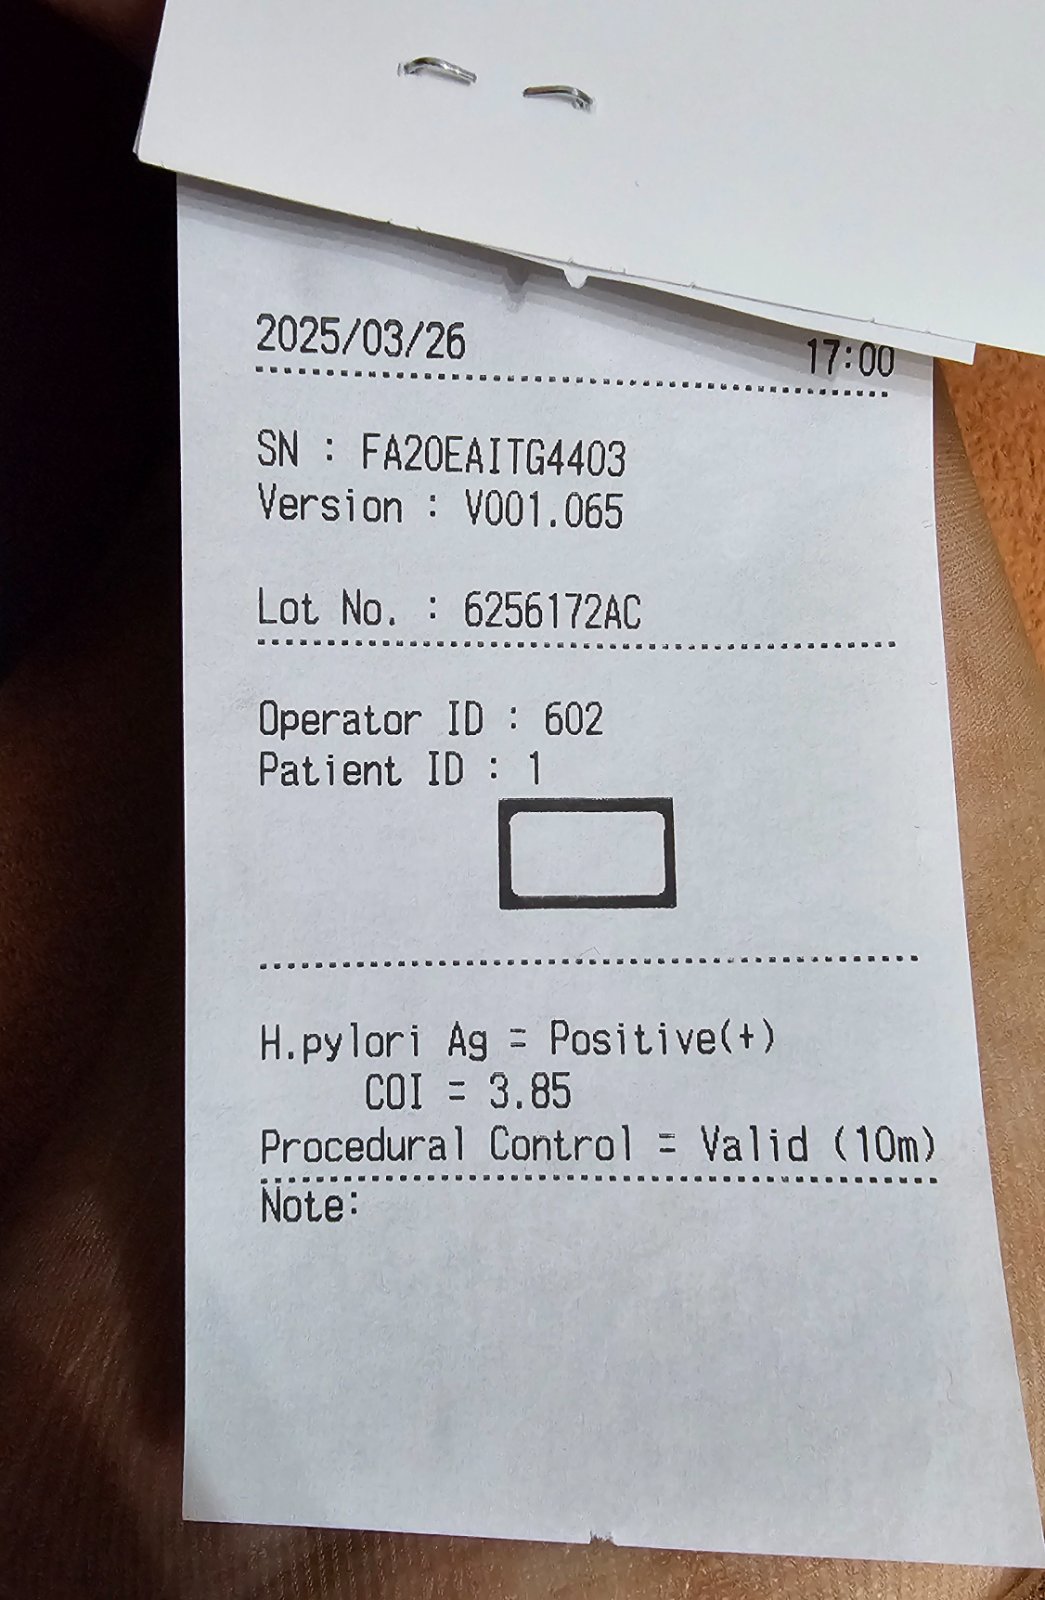 2025/03/26 17:00
SN : FA20EAITG4403
Version : V001.065
Lot No. : 6256172AC
Operator ID : 602
Patient ID : 1
H.pylori Ag = Positive(+)
COI = 3.85
Procedural Control = Valid (10m)
Note: